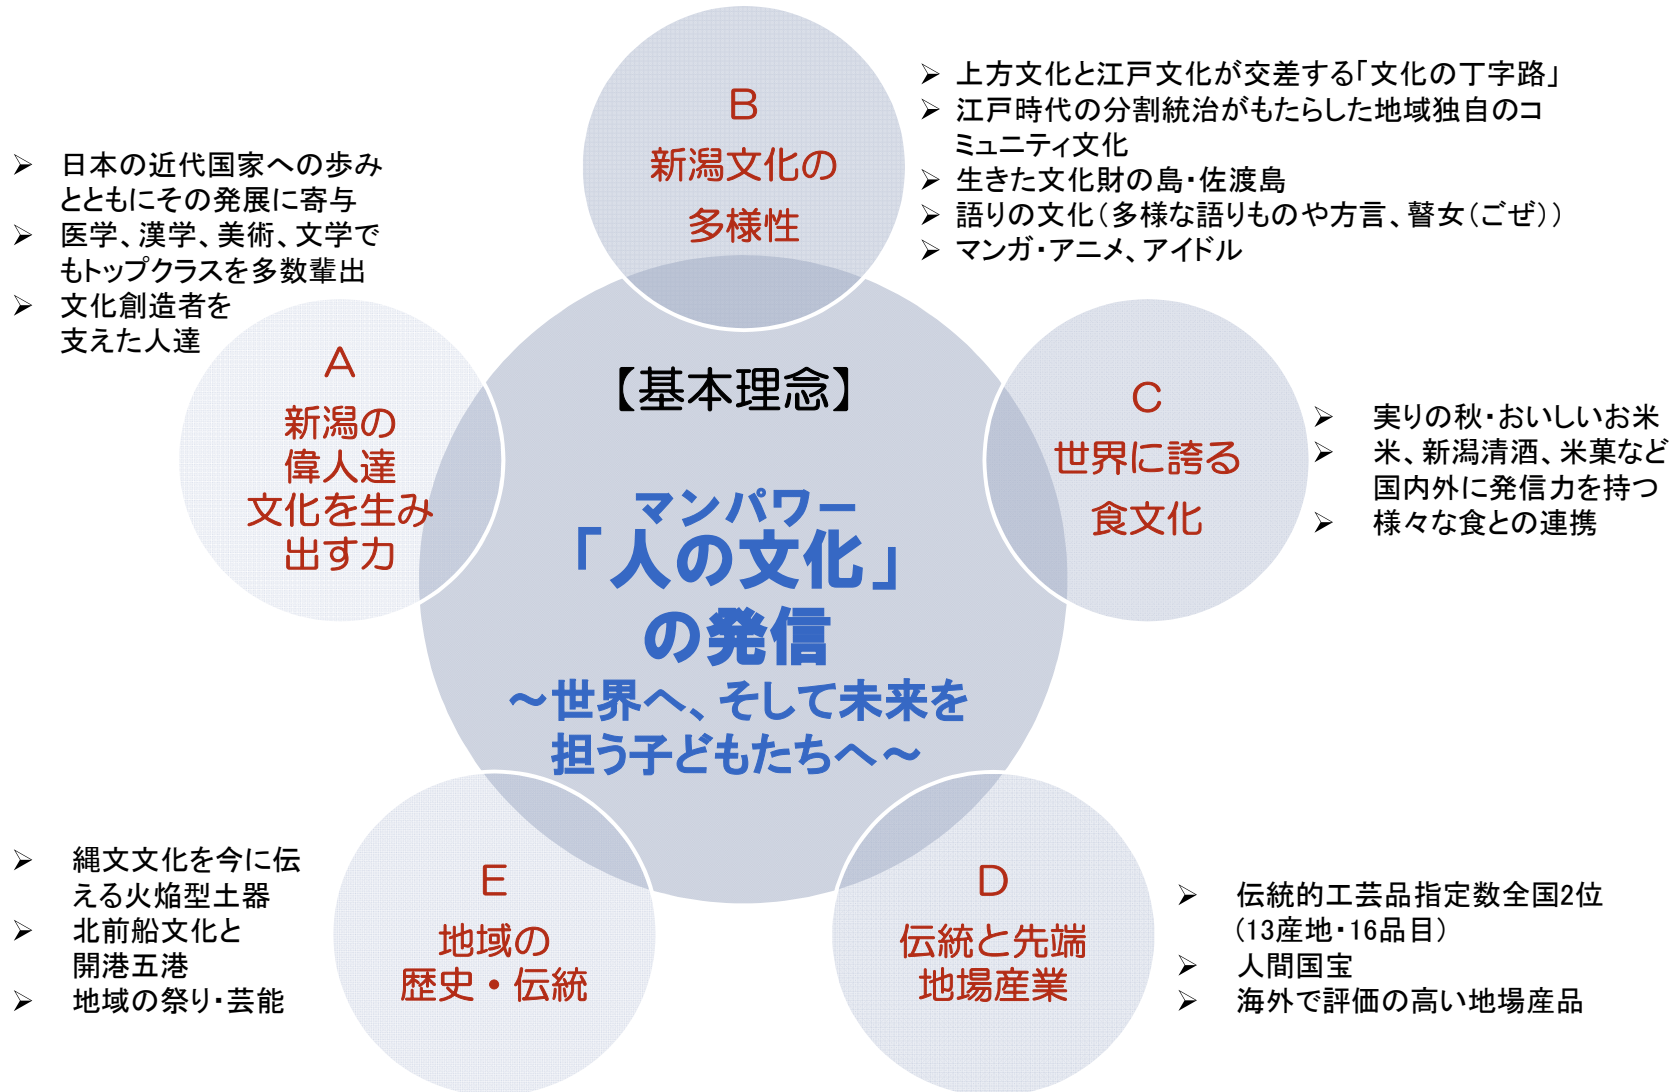 B
新潟文化の
多様性
➢ 上方文化と江戸文化が交差する「文化の丁字路」
➢ 江戸時代の分割統治がもたらした地域独自のコ
ミュニティ文化
➢ 生きた文化財の島・佐渡島
➢ 語りの文化(多様な語りものや方言、瞽女(ごぜ))
➢ マンガ・アニメ、アイドル
➢ 日本の近代国家への歩み
とともにその発展に寄与
➢ 医学、漢学、美術、文学で
もトップクラスを多数輩出
➢ 文化創造者を
支えた人達
A
新潟の
偉人達
文化を生み
出す力
【基本理念】
マンパワー
「人の文化」
の発信
~世界へ、そして未来を
担う子どもたちへ~
C
世界に誇る
食文化
➢ 実りの秋・おいしいお米
➢ 米、新潟清酒、米菓など
国内外に発信力を持つ
➢ 様々な食との連携
➢ 縄文文化を今に伝
える火焔型土器
➢ 北前船文化と
開港五港
➢ 地域の祭り・芸能
E
地域の
歴史・伝統
D
伝統と先端
地場産業
➢ 伝統的工芸品指定数全国2位
(13産地・16品目)
➢ 人間国宝
➢ 海外で評価の高い地場産品